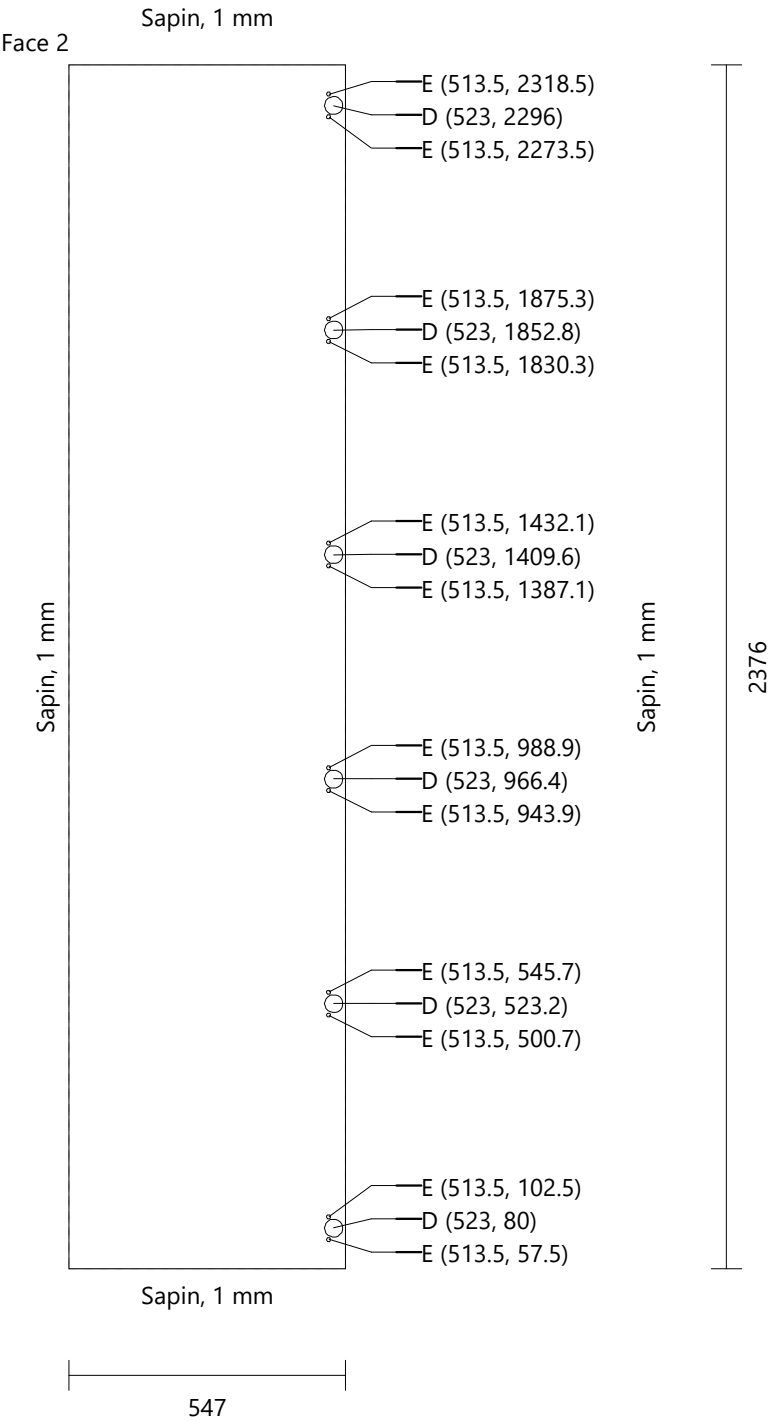 Sapin, 1 mm
Face 2
E (513.5, 2318.5)
D (523, 2296)
E (513.5, 2273.5)
E (513.5, 1875.3)
D (523, 1852.8)
E (513.5, 1830.3)
E (513.5, 1432.1)
D (523, 1409.6)
E (513.5, 1387.1)
Sapin, 1 mm
Sapin, 1 mm
2376
E (513.5, 988.9)
D (523, 966.4)
E (513.5, 943.9)
E (513.5, 545.7)
D (523, 523.2)
E (513.5, 500.7)
E (513.5, 102.5)
D (523, 80)
E (513.5, 57.5)
Sapin, 1 mm
547